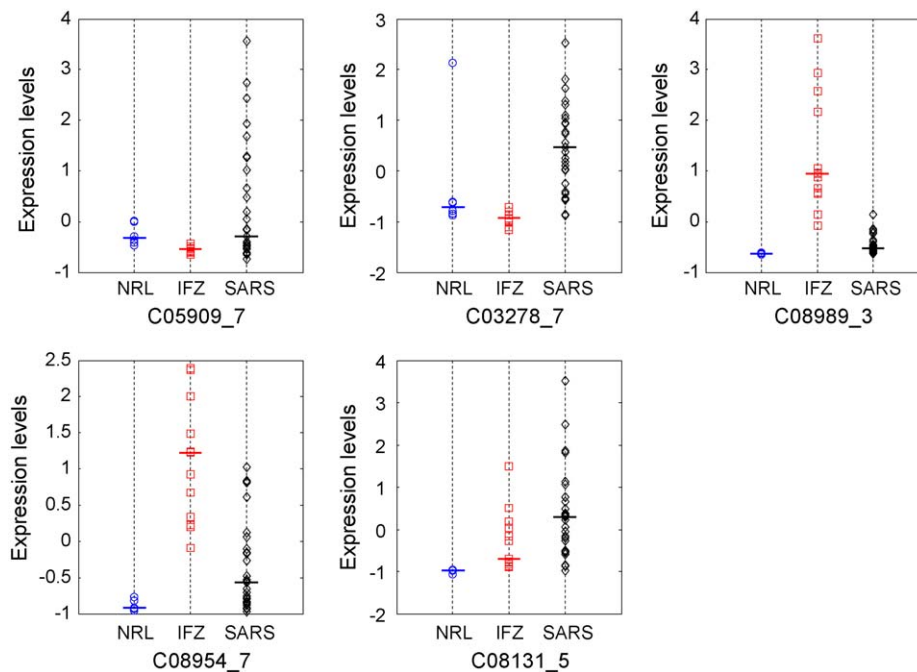 4
3
2
1
0
-1
Expression levels
NRL IFZ SARS
C05909_7
3
2
1
0
-1
-2
Expression levels
NRL IFZ SARS
C03278_7
4
3
2
1
0
-1
Expression levels
NRL IFZ SARS
C08989_3
2.5
2
1.5
1
0.5
0
-0.5
-1
Expression levels
NRL IFZ SARS
C08954_7
4
3
2
1
0
-1
-2
Expression levels
NRL IFZ SARS
C08131_5